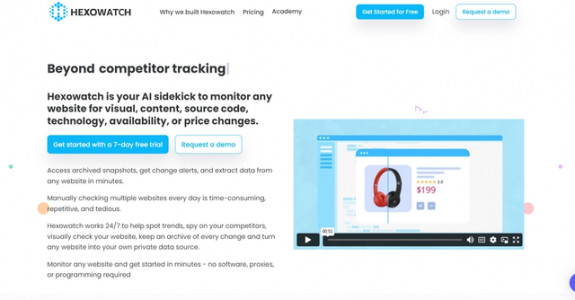 HEXOWATCH
Why we built Hexowatch Pricing Academy
Get Started for Free Login Request a demo
Beyond competitor tracking
Hexowatch is your AI sidekick to monitor any
website for visual, content, source code,
technology, availability, or price changes.
Get started with a 7-day free trial Request a demo
Access archived snapshots, get change alerts, and extract data from
any website in minutes.
Manually checking multiple websites every day is time-consuming,
repetitive, and tedious.
Hexowatch works 24/7 to help spot trends, spy on your competitors,
visually check your website, keep an archive of every change and turn
any website into your own private data source.
Monitor any website and get started in minutes - no software, proxies,
or programming required
$199
00:51